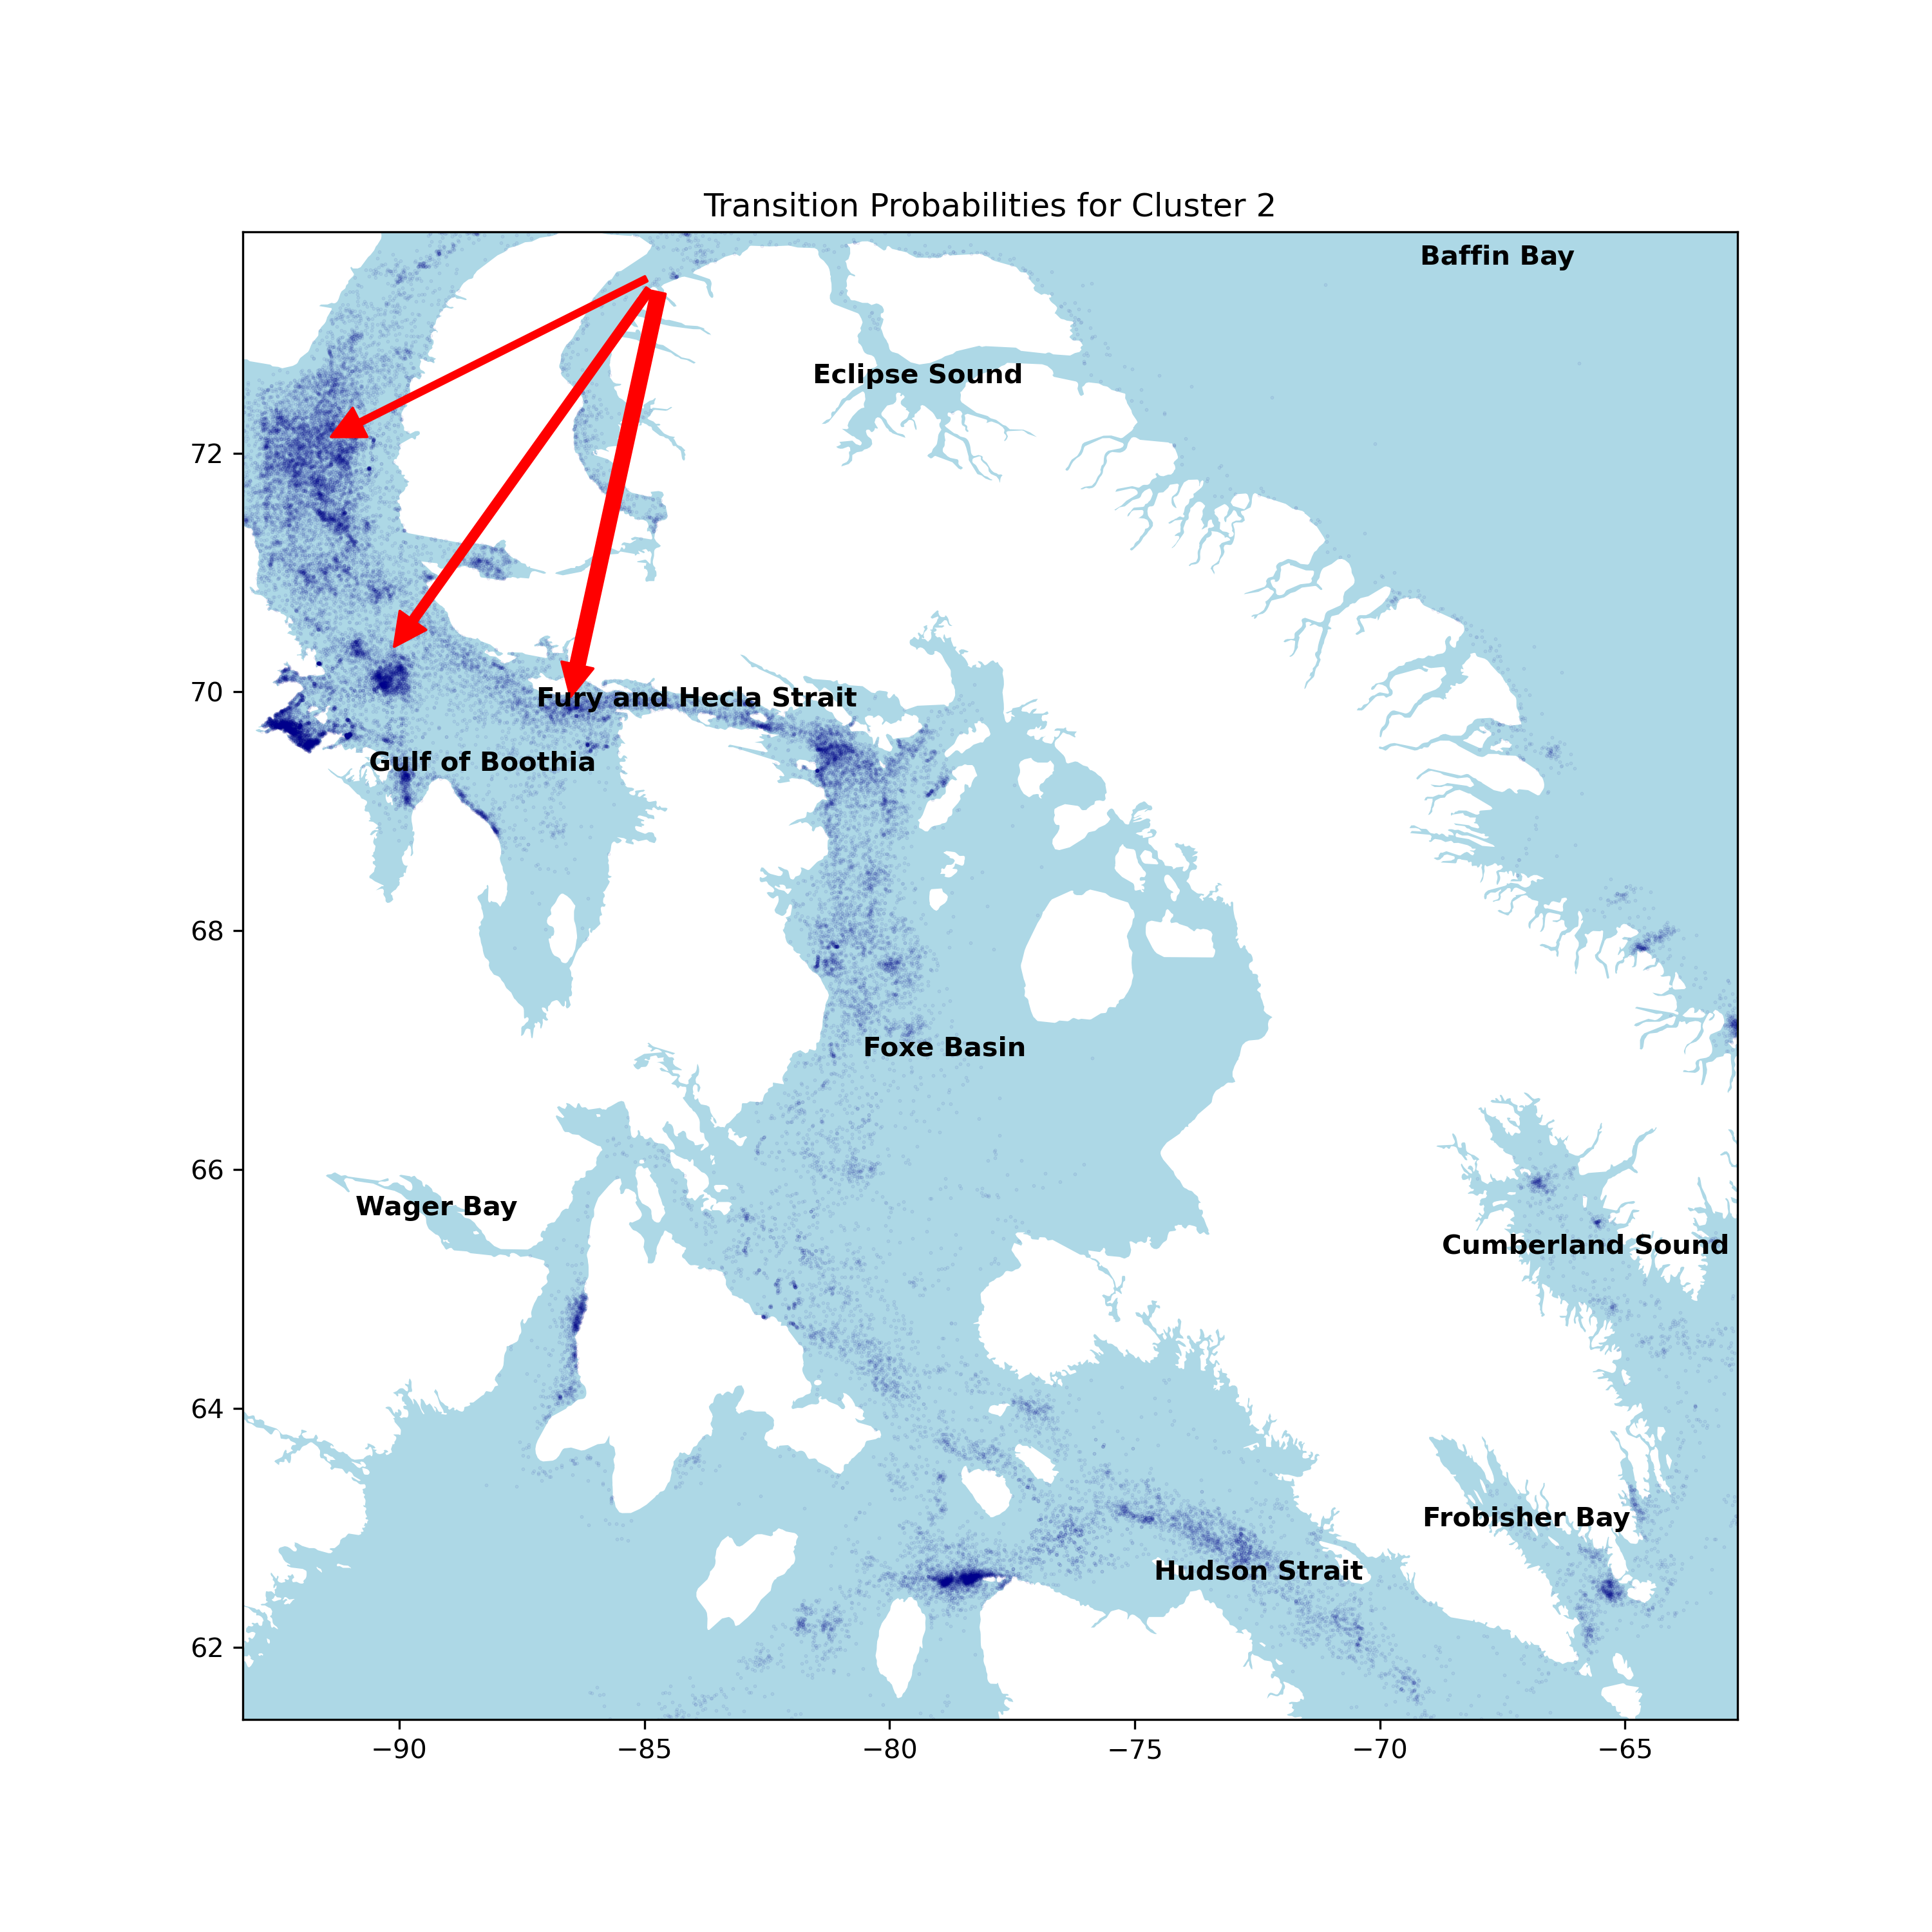 Transition Probabilities for Cluster 2
Baffin Bay
Eclipse Sound
72
70
Fury and Hecla Strait
Gulf of Boothia
68
Foxe Basin
66
Wager Bay
Cumberland Sound
64
Frobisher Bay
Hudson Strait
62
−90 −85 −80 −75 −70 −65